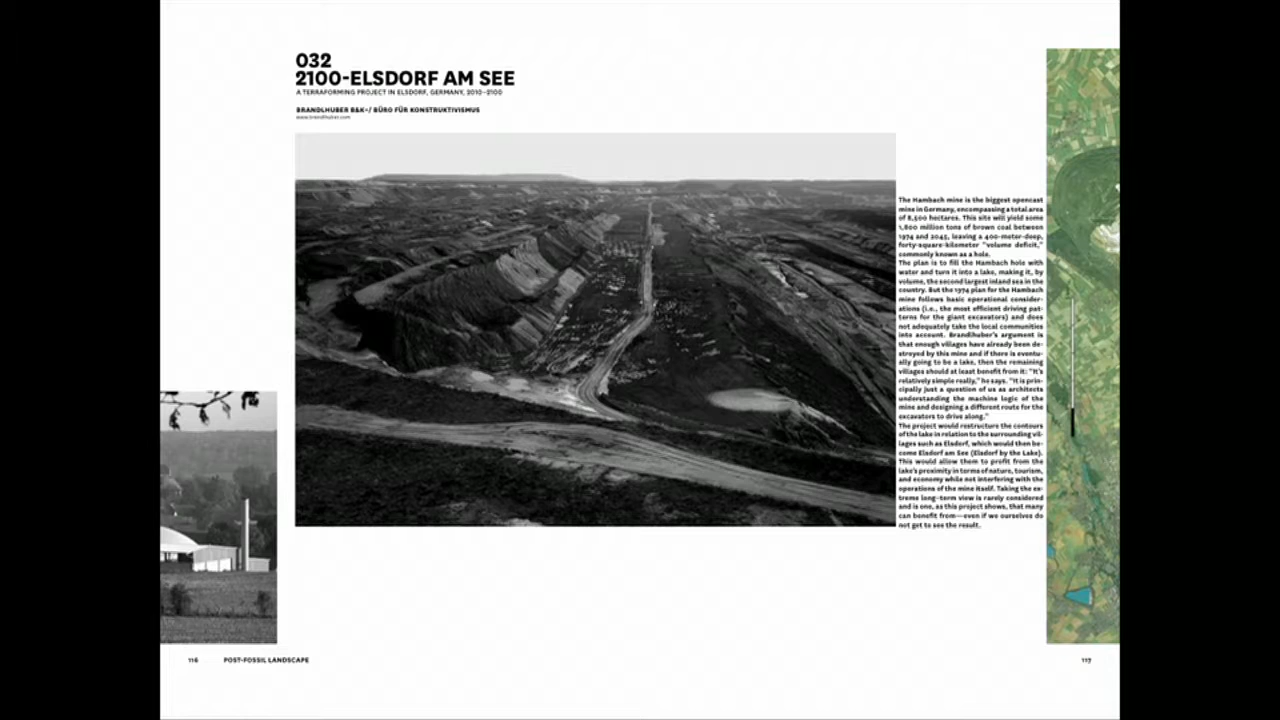 032
2100-ELSDORF AM SEE
A TERRAFORMING PROJECT IN ELSDORF, GERMANY, 2010–2100
BRANDLHUBER B&K+/ BÜRO FÜR KONSTRUKTIVISMUS
www.brandlhuber.com
The Hambach mine is the biggest opencast
mine in Germany, encompassing a total area
of 8,500 hectares. This site will yield some
1,800 million tons of brown coal between
1974 and 2045, leaving a 400-meter-deep,
forty-square-kilometer "volume deficit,"
commonly known as a hole.
The plan is to fill the Hambach hole with
water and turn it into a lake, making it, by
volume, the second largest inland sea in the
country. But the 1974 plan for the Hambach
mine follows basic operational consider-
ations (i.e., the most efficient driving pat-
terns for the giant excavators) and does
not adequately take the local communities
into account. Brandlhuber's argument is
that enough villages have already been de-
stroyed by this mine and if there is eventu-
ally going to be a lake, then the remaining
villages should at least benefit from it: "It's
relatively simple really," he says. "It is prin-
cipally just a question of us as architects
understanding the machine logic of the
mine and designing a different route for the
excavators to drive along."
The project would restructure the contours
of the lake in relation to the surrounding vil-
lages such as Elsdorf, which would then be-
come Elsdorf am See (Elsdorf by the Lake).
This would allow them to profit from the
lake's proximity in terms of nature, tourism,
and economy while not interfering with the
operations of the mine itself. Taking the ex-
treme long-term view is rarely considered
and is one, as this project shows, that many
can benefit from—even if we ourselves do
not get to see the result.
116
POST-FOSSIL LANDSCAPE
117